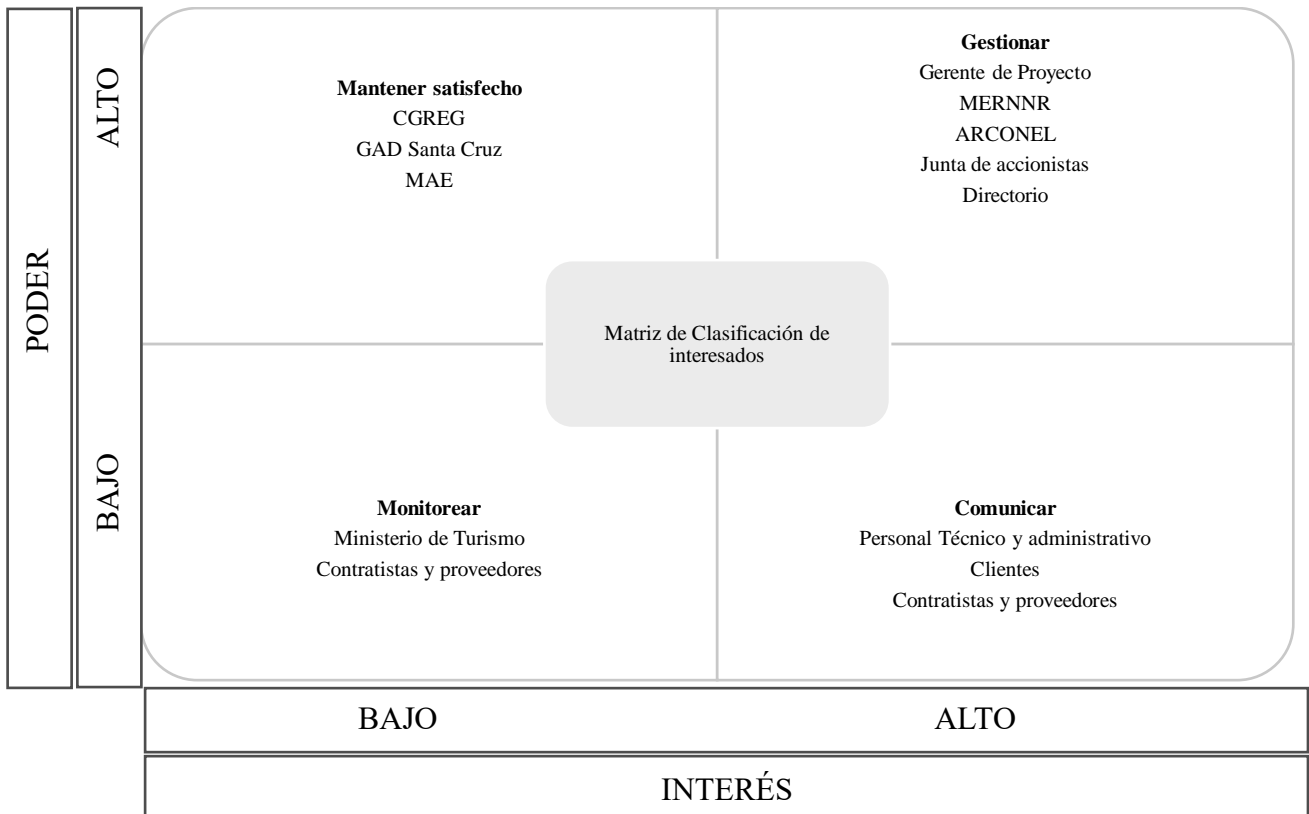 PODER
ALTO
BAJO
Mantener satisfecho
CGREG
GAD Santa Cruz
MAE
Gestionar
Gerente de Proyecto
MERNNR
ARCONEL
Junta de accionistas
Directorio
Matriz de Clasificación de
interesados
Monitorear
Ministerio de Turismo
Contratistas y proveedores
Comunicar
Personal Técnico y administrativo
Clientes
Contratistas y proveedores
BAJO
ALTO
INTERÉS